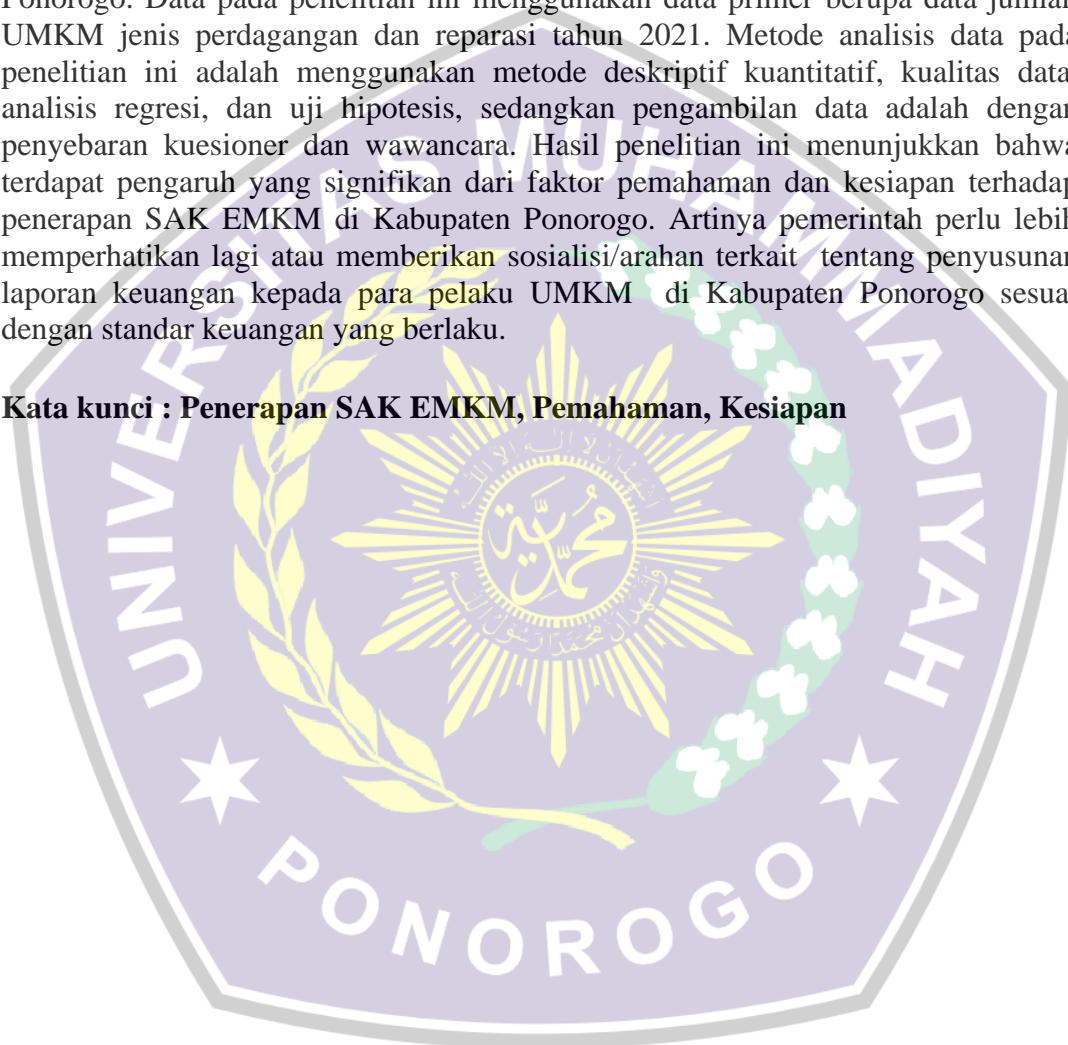 Ponorogo. Data pada penelitian ini menggunakan data primer berupa data jumlah
UMKM jenis perdagangan dan reparasi tahun 2021. Metode analisis data pada
penelitian ini adalah menggunakan metode deskriptif kuantitatif, kualitas data
analisis regresi, dan uji hipotesis, sedangkan pengambilan data adalah dengan
penyebaran kuesioner dan wawancara. Hasil penelitian ini menunjukkan bahwa
terdapat pengaruh yang signifikan dari faktor pemahaman dan kesiapan terhadap
penerapan SAK EMKM di Kabupaten Ponorogo. Artinya pemerintah perlu lebih
memperhatikan lagi atau memberikan sosialisi/arahan terkait tentang penyusunan
laporan keuangan kepada para pelaku UMKM di Kabupaten Ponorogo sesuai
dengan standar keuangan yang berlaku.
Kata kunci : Penerapan SAK EMKM, Pemahaman, Kesiapan
UNIVERSITAS MUHAMMADIYAH
محمدية
PONOROGO